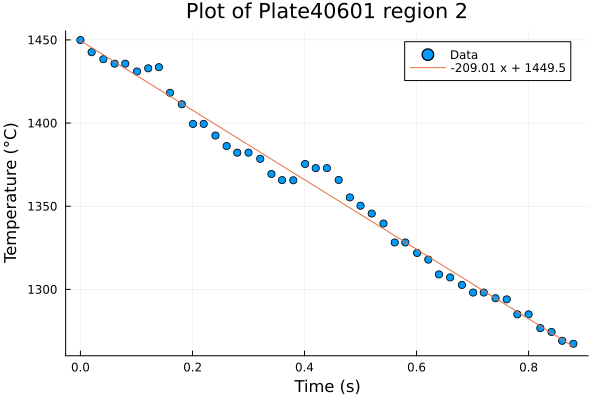 Plot of Plate40601 region 2
Temperature (°C)
1450
1400
1350
1300
Data
-209.01 x + 1449.5
0.0
0.2
0.4
0.6
0.8
Time (s)